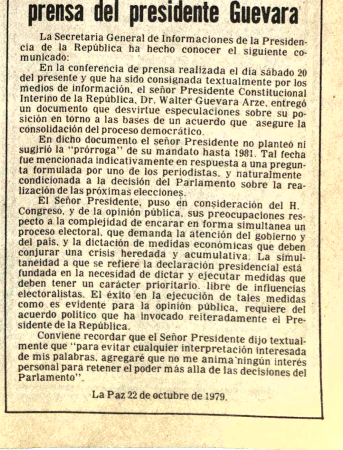 prensa del presidente Guevara
La Secretaria General de Informaciones de la Presiden-
cia de la República ha hecho conocer el siguiente co-
municado:
En la conferencia de prensa realizada el día sábado 20
del presente y que ha sido consignada textualmente por los
medios de información, el señor Presidente Constitucional
Interino de la República, Dr. Walter Guevara Arze, entregó
un documento que desvirtue especulaciones sobre su po-
sición en torno a las bases de un acuerdo que asegure la
consolidación del proceso democrático.
En dicho documento el señor Presidente no planteó ni
sugirió la "prórroga" de su mandato hasta 1981. Tal fecha
fue mencionada indicativamente en respuesta a una pregun-
ta formulada por uno de los periodistas, y naturalmente
condicionada a la decisión del Parlamento sobre la rea-
lización de las próximas elecciones.
El Señor Presidente, puso en consideración del H.
Congreso, y de la opinión pública, sus preocupaciones res-
pecto a la complejidad de encarar en forma simultanea un
proceso electoral, que demanda la atención del gobierno y
del país, y la dictación de medidas económicas que deben
conjurar una crisis heredada y acumulativa. La simul-
taneidad a que se refiere la declaración presidencial está
fundada en la necesidad de dictar y ejecutar medidas que
deben tener un carácter prioritario. libre de influencias
electoralistas. El éxito en la ejecución de tales medidas
como es evidente para la opinión pública, requiere del
acuerdo político que ha invocado reiteradamente el Pre-
sidente de la República.
Conviene recordar que el Señor Presidente dijo textual-
mente que "para evitar cualquier interpretación interesada
de mis palabras, agregaré que no me anima ningún interés
personal para retener el poder más alla de las decisiones del
Parlamento".
La Paz 22 de octubre de 1979.